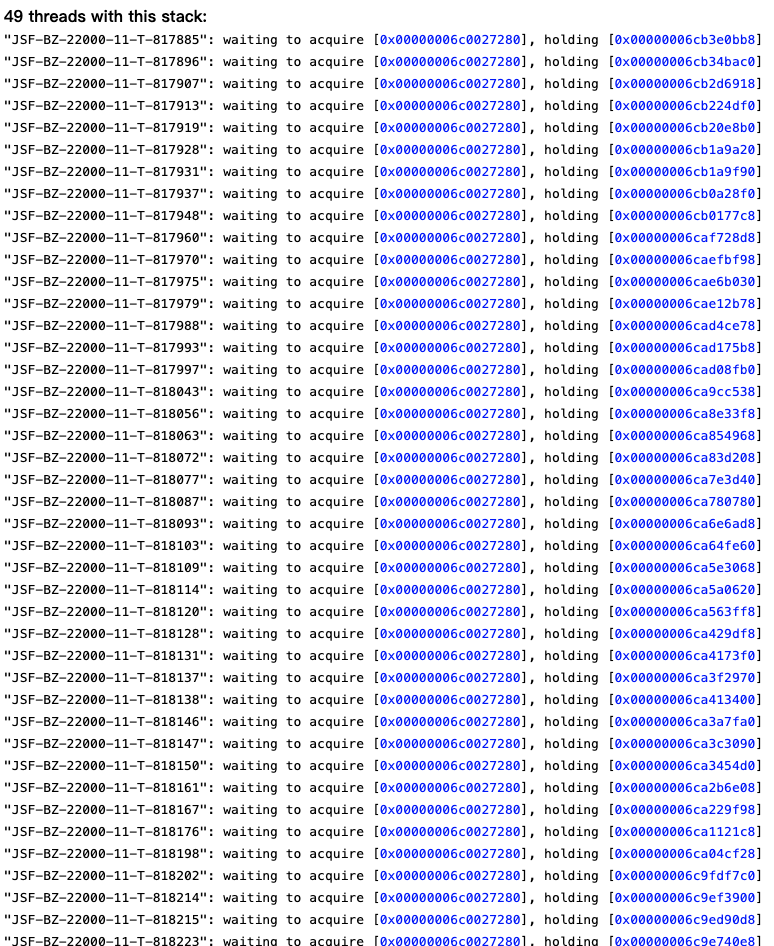 49 threads with this stack:
"JSF-BZ-22000-11-T-817885": waiting to acquire [0x00000006c0027280], holding [0x00000006cb3e0bb8]
"JSF-BZ-22000-11-T-817896": waiting to acquire [0x00000006c0027280], holding [0x00000006cb34bac0]
"JSF-BZ-22000-11-T-817907": waiting to acquire [0x00000006c0027280], holding [0x00000006cb2d6918]
"JSF-BZ-22000-11-T-817913": waiting to acquire [0x00000006c0027280], holding [0x00000006cb224df0]
"JSF-BZ-22000-11-T-817919": waiting to acquire [0x00000006c0027280], holding [0x00000006cb20e8b0]
"JSF-BZ-22000-11-T-817928": waiting to acquire [0x00000006c0027280], holding [0x00000006cb1a9a20]
"JSF-BZ-22000-11-T-817931": waiting to acquire [0x00000006c0027280], holding [0x00000006cb1a9f90]
"JSF-BZ-22000-11-T-817937": waiting to acquire [0x00000006c0027280], holding [0x00000006cb0a28f0]
"JSF-BZ-22000-11-T-817948": waiting to acquire [0x00000006c0027280], holding [0x00000006cb0177c8]
"JSF-BZ-22000-11-T-817960": waiting to acquire [0x00000006c0027280], holding [0x00000006caf728d8]
"JSF-BZ-22000-11-T-817970": waiting to acquire [0x00000006c0027280], holding [0x00000006caefbf98]
"JSF-BZ-22000-11-T-817975": waiting to acquire [0x00000006c0027280], holding [0x00000006cae6b030]
"JSF-BZ-22000-11-T-817979": waiting to acquire [0x00000006c0027280], holding [0x00000006cae12b78]
"JSF-BZ-22000-11-T-817988": waiting to acquire [0x00000006c0027280], holding [0x00000006cad4ce78]
"JSF-BZ-22000-11-T-817993": waiting to acquire [0x00000006c0027280], holding [0x00000006cad175b8]
"JSF-BZ-22000-11-T-817997": waiting to acquire [0x00000006c0027280], holding [0x00000006cad08fb0]
"JSF-BZ-22000-11-T-818043": waiting to acquire [0x00000006c0027280], holding [0x00000006ca9cc538]
"JSF-BZ-22000-11-T-818056": waiting to acquire [0x00000006c0027280], holding [0x00000006ca8e33f8]
"JSF-BZ-22000-11-T-818063": waiting to acquire [0x00000006c0027280], holding [0x00000006ca854968]
"JSF-BZ-22000-11-T-818072": waiting to acquire [0x00000006c0027280], holding [0x00000006ca83d208]
"JSF-BZ-22000-11-T-818077": waiting to acquire [0x00000006c0027280], holding [0x00000006ca7e3d40]
"JSF-BZ-22000-11-T-818087": waiting to acquire [0x00000006c0027280], holding [0x00000006ca780780]
"JSF-BZ-22000-11-T-818093": waiting to acquire [0x00000006c0027280], holding [0x00000006ca6e6ad8]
"JSF-BZ-22000-11-T-818103": waiting to acquire [0x00000006c0027280], holding [0x00000006ca64fe60]
"JSF-BZ-22000-11-T-818109": waiting to acquire [0x00000006c0027280], holding [0x00000006ca5e3068]
"JSF-BZ-22000-11-T-818114": waiting to acquire [0x00000006c0027280], holding [0x00000006ca5a0620]
"JSF-BZ-22000-11-T-818120": waiting to acquire [0x00000006c0027280], holding [0x00000006ca563ff8]
"JSF-BZ-22000-11-T-818128": waiting to acquire [0x00000006c0027280], holding [0x00000006ca429df8]
"JSF-BZ-22000-11-T-818131": waiting to acquire [0x00000006c0027280], holding [0x00000006ca4173f0]
"JSF-BZ-22000-11-T-818137": waiting to acquire [0x00000006c0027280], holding [0x00000006ca3f2970]
"JSF-BZ-22000-11-T-818138": waiting to acquire [0x00000006c0027280], holding [0x00000006ca413400]
"JSF-BZ-22000-11-T-818146": waiting to acquire [0x00000006c0027280], holding [0x00000006ca3a7fa0]
"JSF-BZ-22000-11-T-818147": waiting to acquire [0x00000006c0027280], holding [0x00000006ca3c3090]
"JSF-BZ-22000-11-T-818150": waiting to acquire [0x00000006c0027280], holding [0x00000006ca3454d0]
"JSF-BZ-22000-11-T-818161": waiting to acquire [0x00000006c0027280], holding [0x00000006ca2b6e08]
"JSF-BZ-22000-11-T-818167": waiting to acquire [0x00000006c0027280], holding [0x00000006ca229f98]
"JSF-BZ-22000-11-T-818176": waiting to acquire [0x00000006c0027280], holding [0x00000006ca1121c8]
"JSF-BZ-22000-11-T-818198": waiting to acquire [0x00000006c0027280], holding [0x00000006ca04cf28]
"JSF-BZ-22000-11-T-818202": waiting to acquire [0x00000006c0027280], holding [0x00000006c9fdf7c0]
"JSF-BZ-22000-11-T-818214": waiting to acquire [0x00000006c0027280], holding [0x00000006c9ef3900]
"JSF-BZ-22000-11-T-818215": waiting to acquire [0x00000006c0027280], holding [0x00000006c9ed90d8]
"JSF-BZ-22000-11-T-818223": waiting to acquire [0x00000006c0027280], holding [0x00000006c9e740e8]